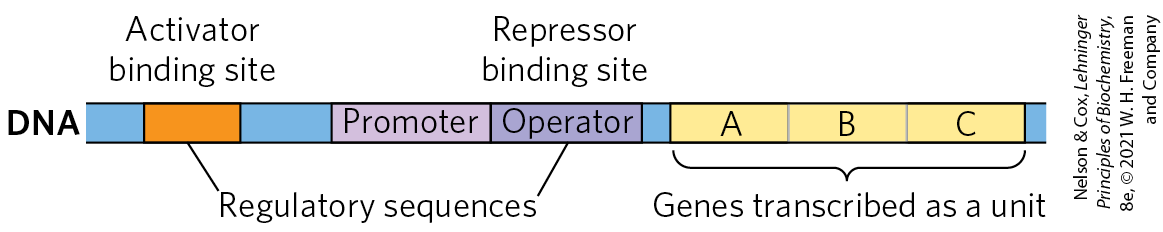 Activator
binding site
Repressor
binding site
DNA
Promoter
Operator
A
B
C
Regulatory sequences
Genes transcribed as a unit
Nelson & Cox, Lehninger
Principles of Biochemistry,
8e, © 2021 W. H. Freeman
and Company